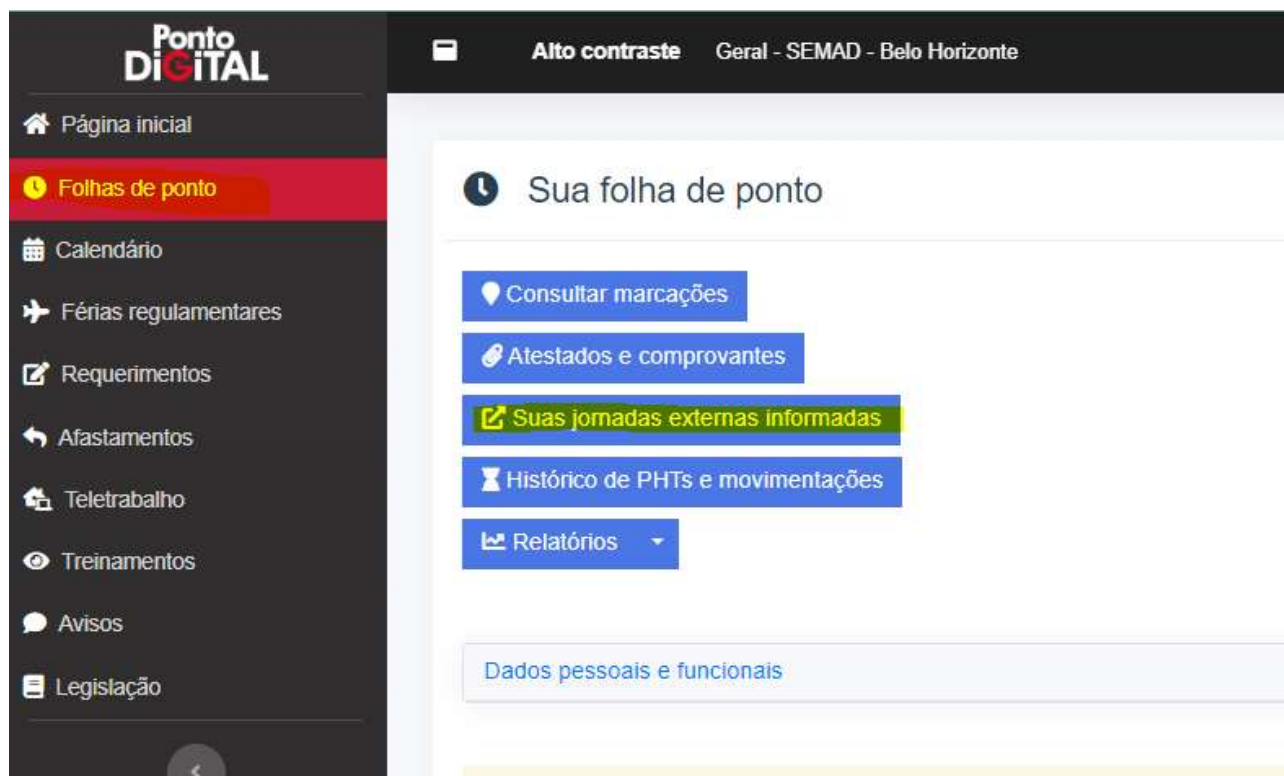 Ponto
DiGiTAL
Alto contraste Geral - SEMAD - Belo Horizonte
Página inicial
Folhas de ponto
Calendário
Férias regulamentares
Requerimentos
Afastamentos
Teletrabalho
Treinamentos
Avisos
Legislação
Sua folha de ponto
Consultar marcações
Atestados e comprovantes
Suas jornadas externas informadas
Histórico de PHTs e movimentações
Relatórios
Dados pessoais e funcionais